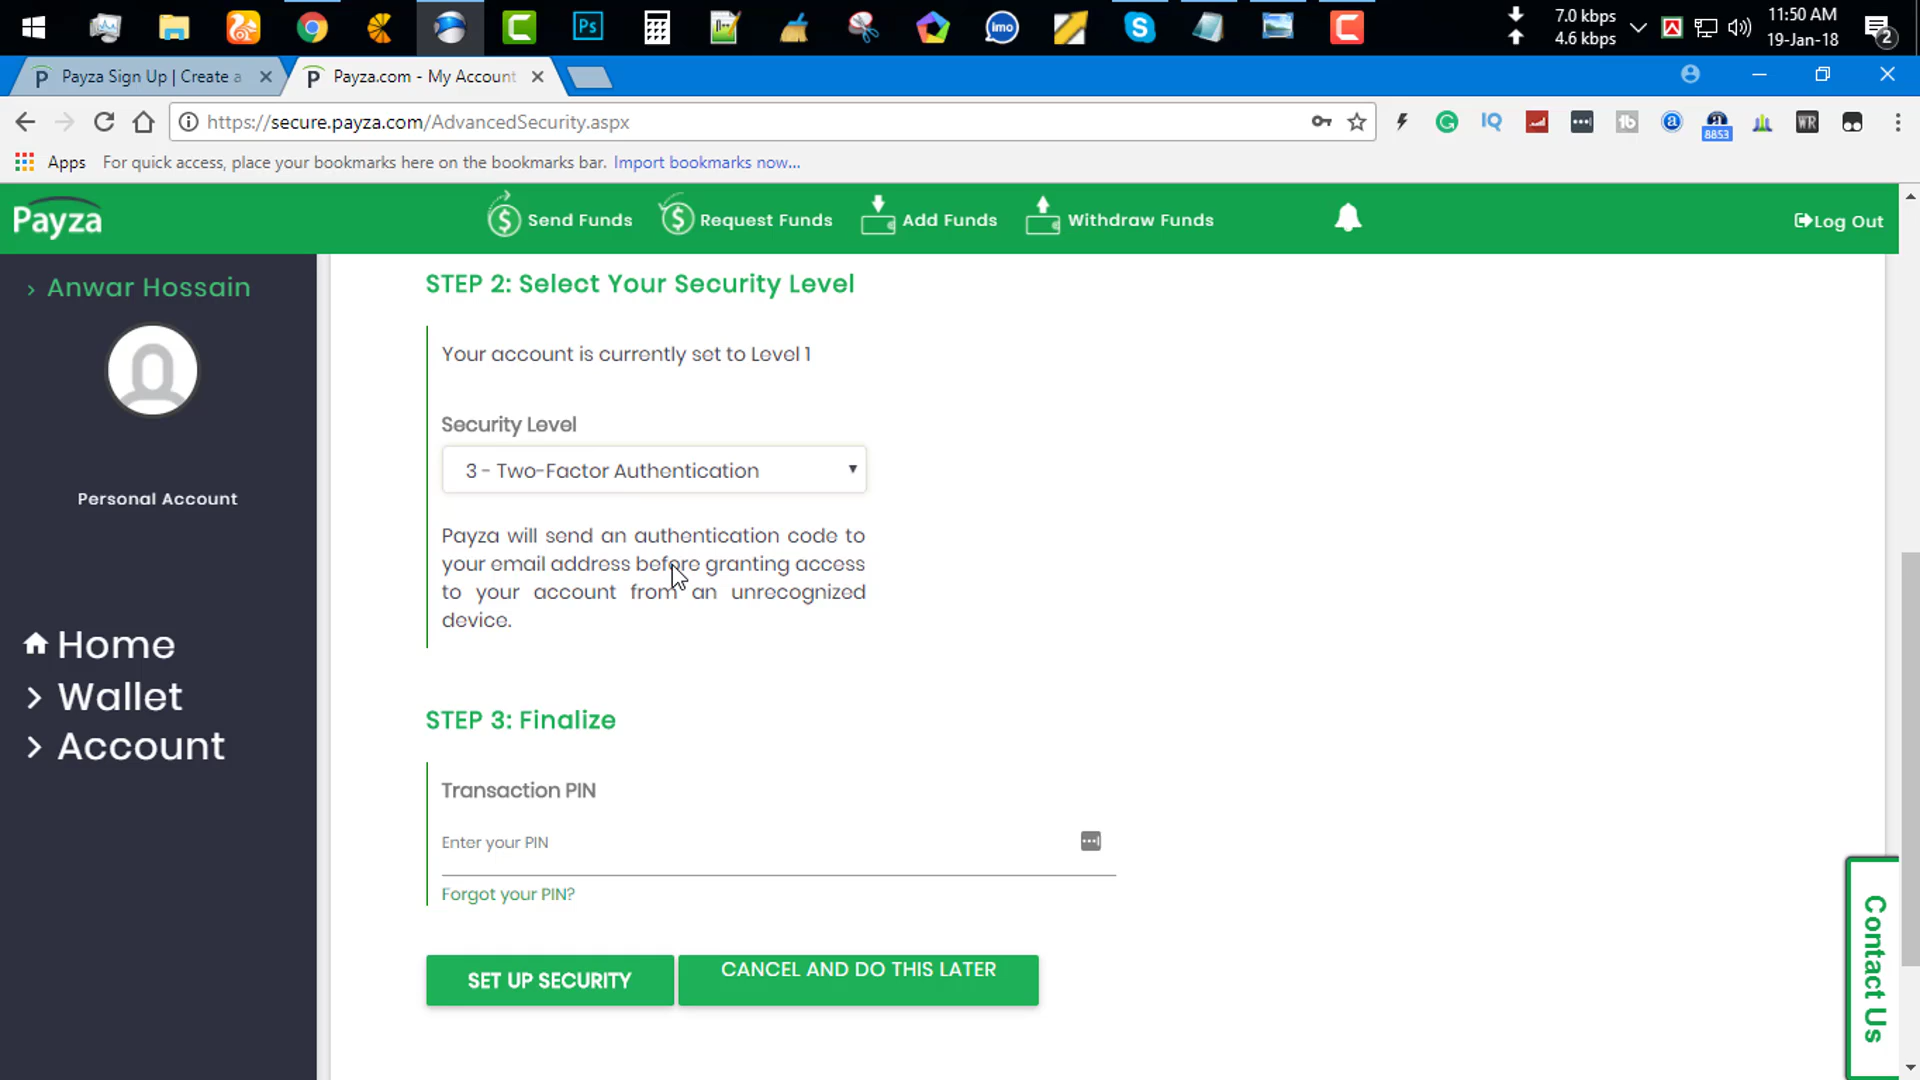 7.0 kbps
4.6 kbps
11:50 AM
19-Jan-18
2
Payza Sign Up | Create a
Payza.com - My Account
https://secure.payza.com/AdvancedSecurity.aspx
8853
Apps
For quick access, place your bookmarks here on the bookmarks bar. Import bookmarks now...
Payza
Send Funds
Request Funds
Add Funds
Withdraw Funds
Log Out
Anwar Hossain
Personal Account
Home
Wallet
Account
STEP 2: Select Your Security Level
Your account is currently set to Level 1
Security Level
3 - Two-Factor Authentication
Payza will send an authentication code to
your email address before granting access
to your account from an unrecognized
device.
STEP 3: Finalize
Transaction PIN
Enter your PIN
Forgot your PIN?
SET UP SECURITY
CANCEL AND DO THIS LATER
Contact Us